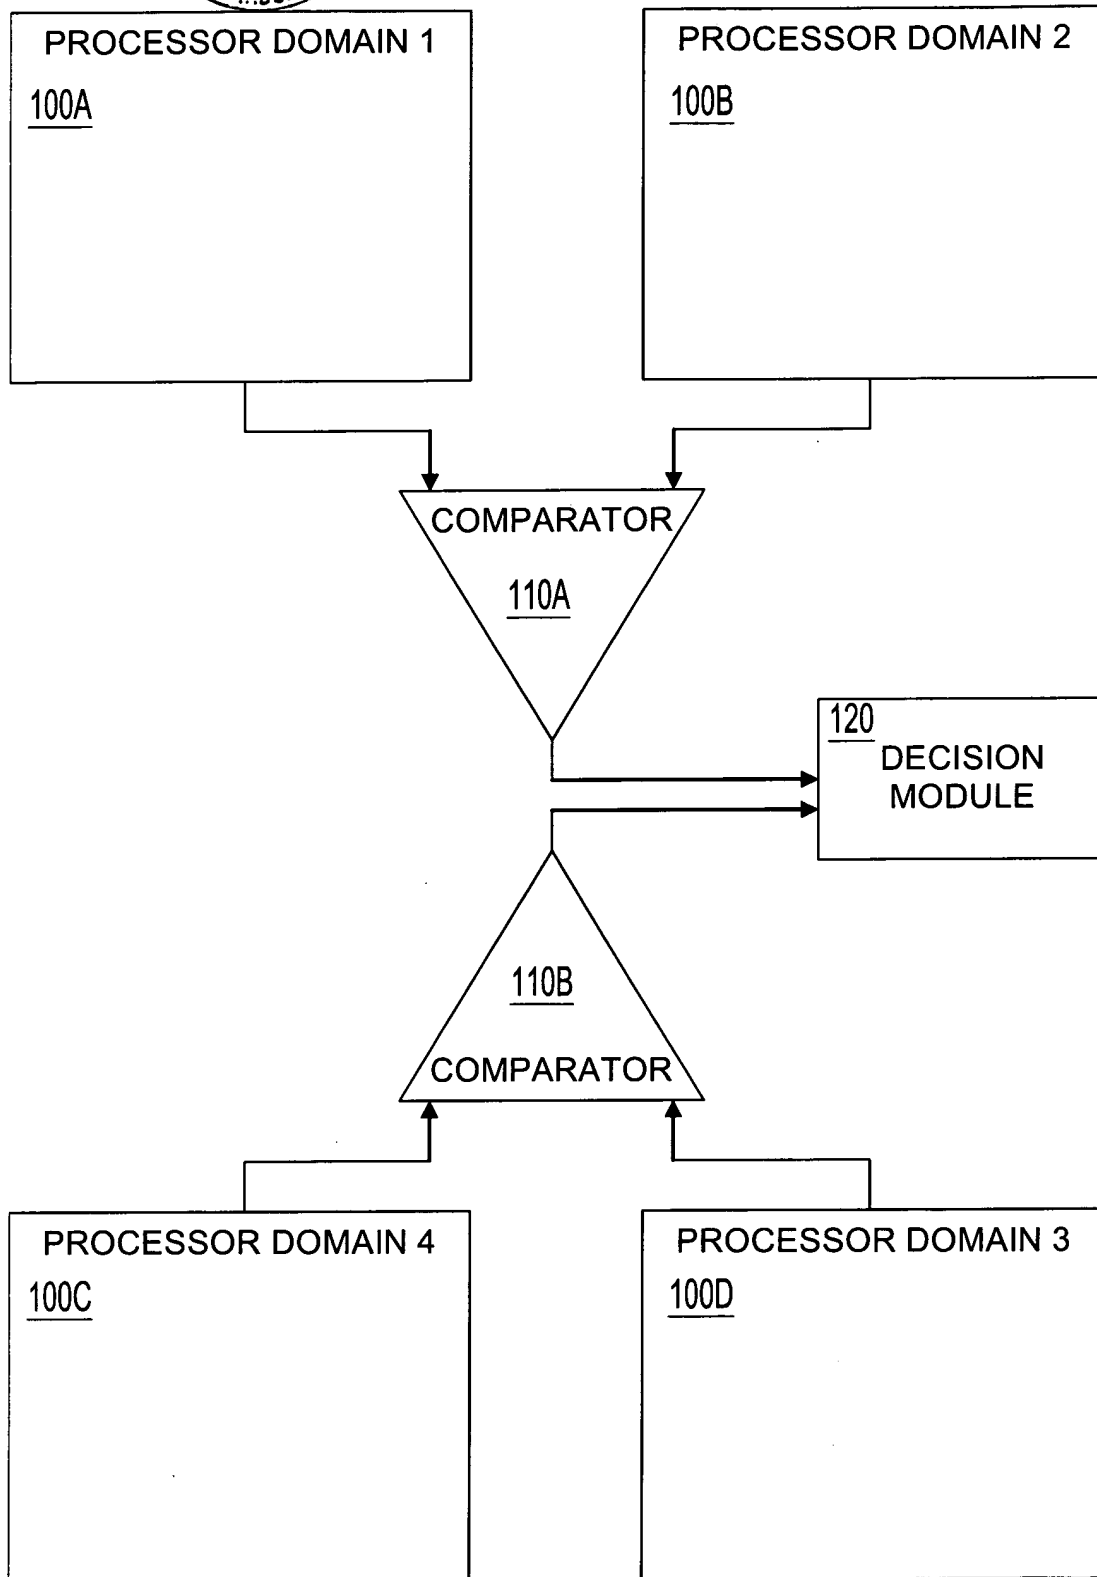 PROCESSOR DOMAIN 1
100A
PROCESSOR DOMAIN 2
100B
COMPARATOR
110A
120
DECISION
MODULE
110B
COMPARATOR
PROCESSOR DOMAIN 4
100C
PROCESSOR DOMAIN 3
100D